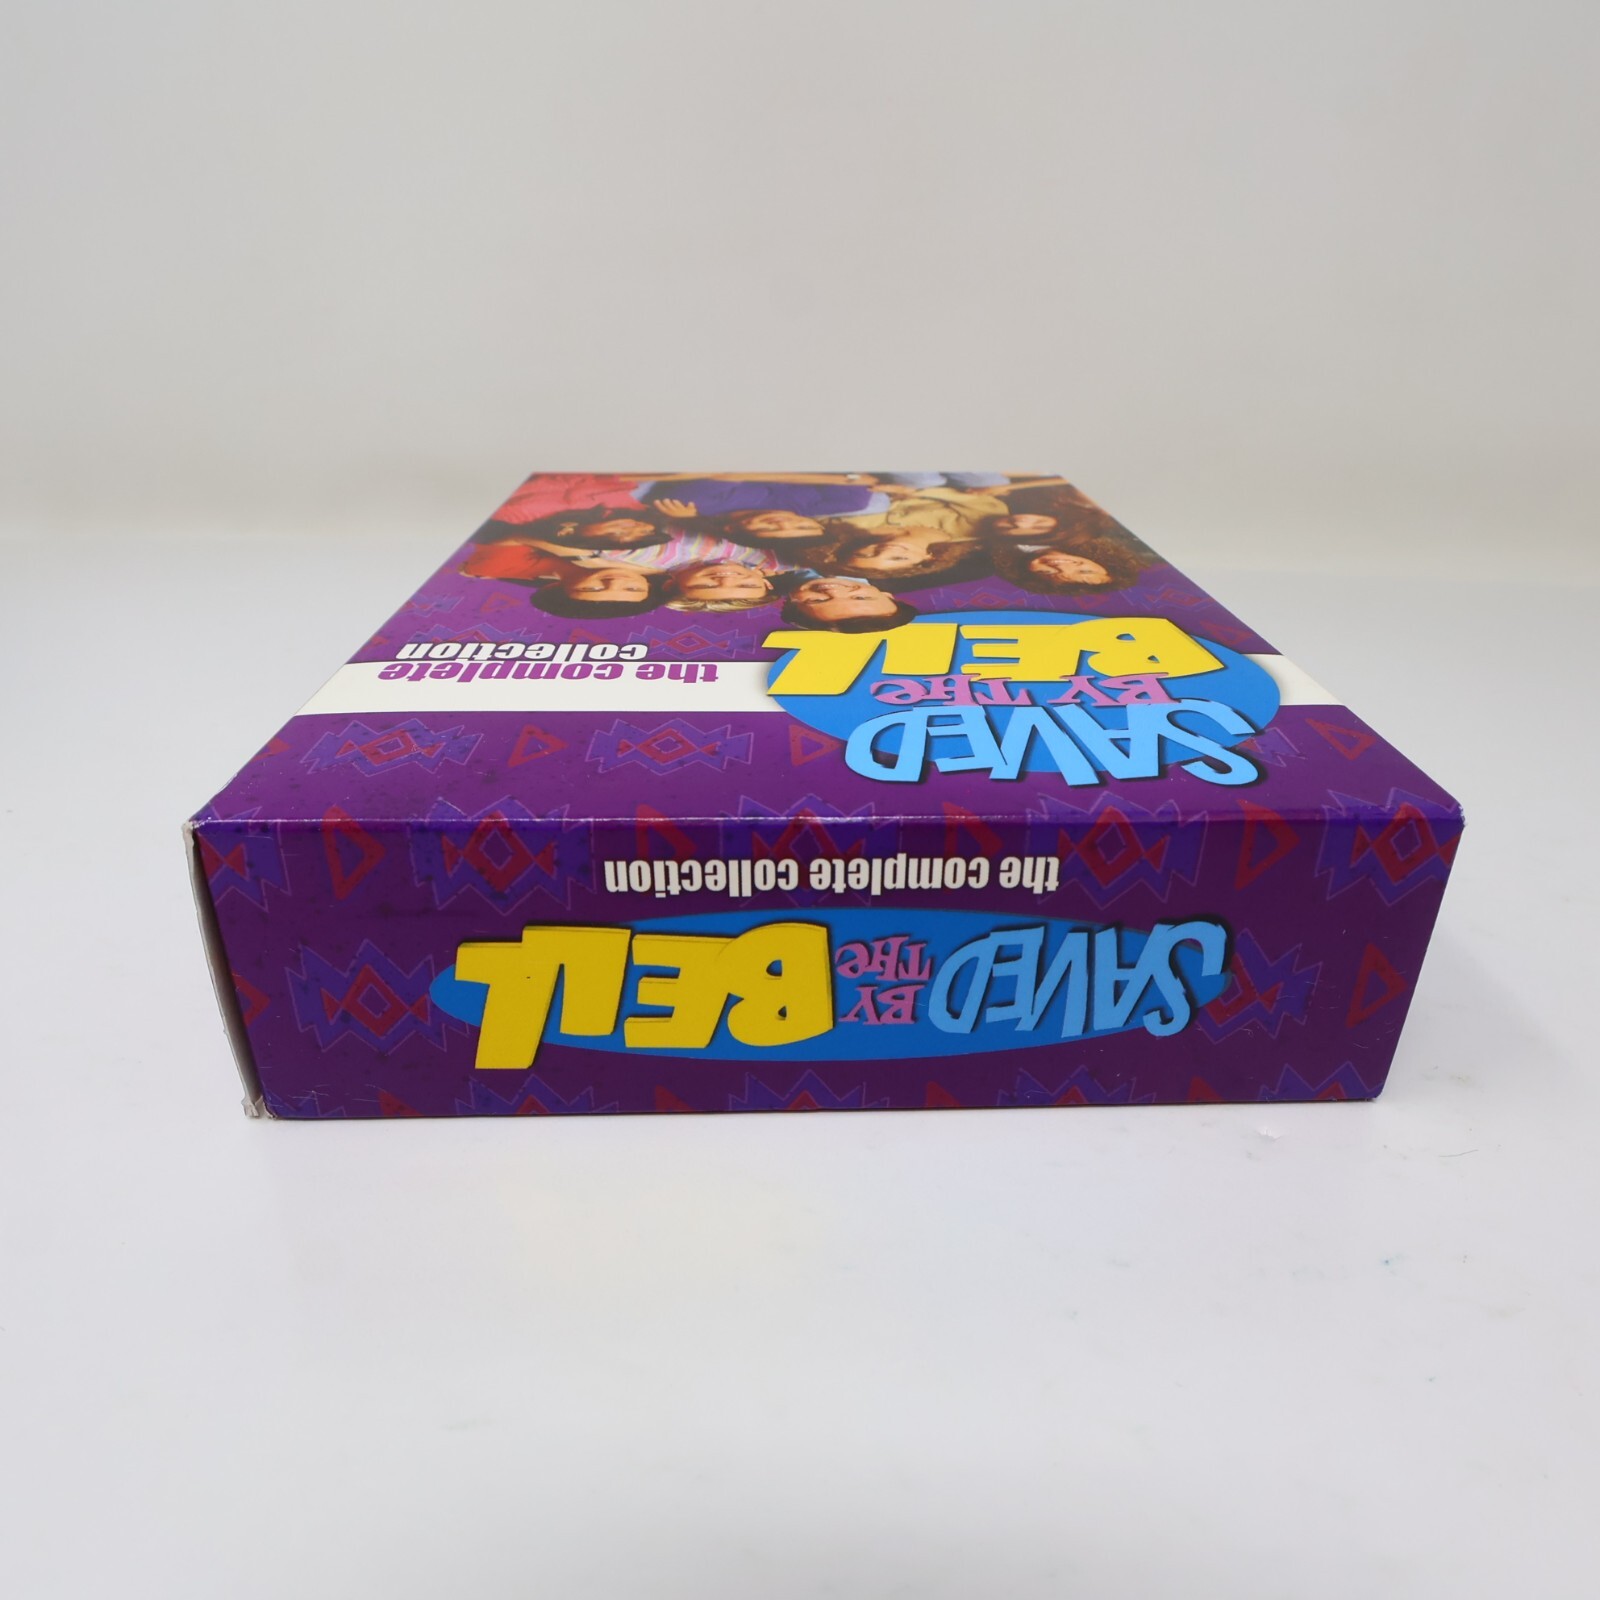 SAVED
BY THE
BELL
the complete
collection
SAVED BY THE BELL
the complete collection